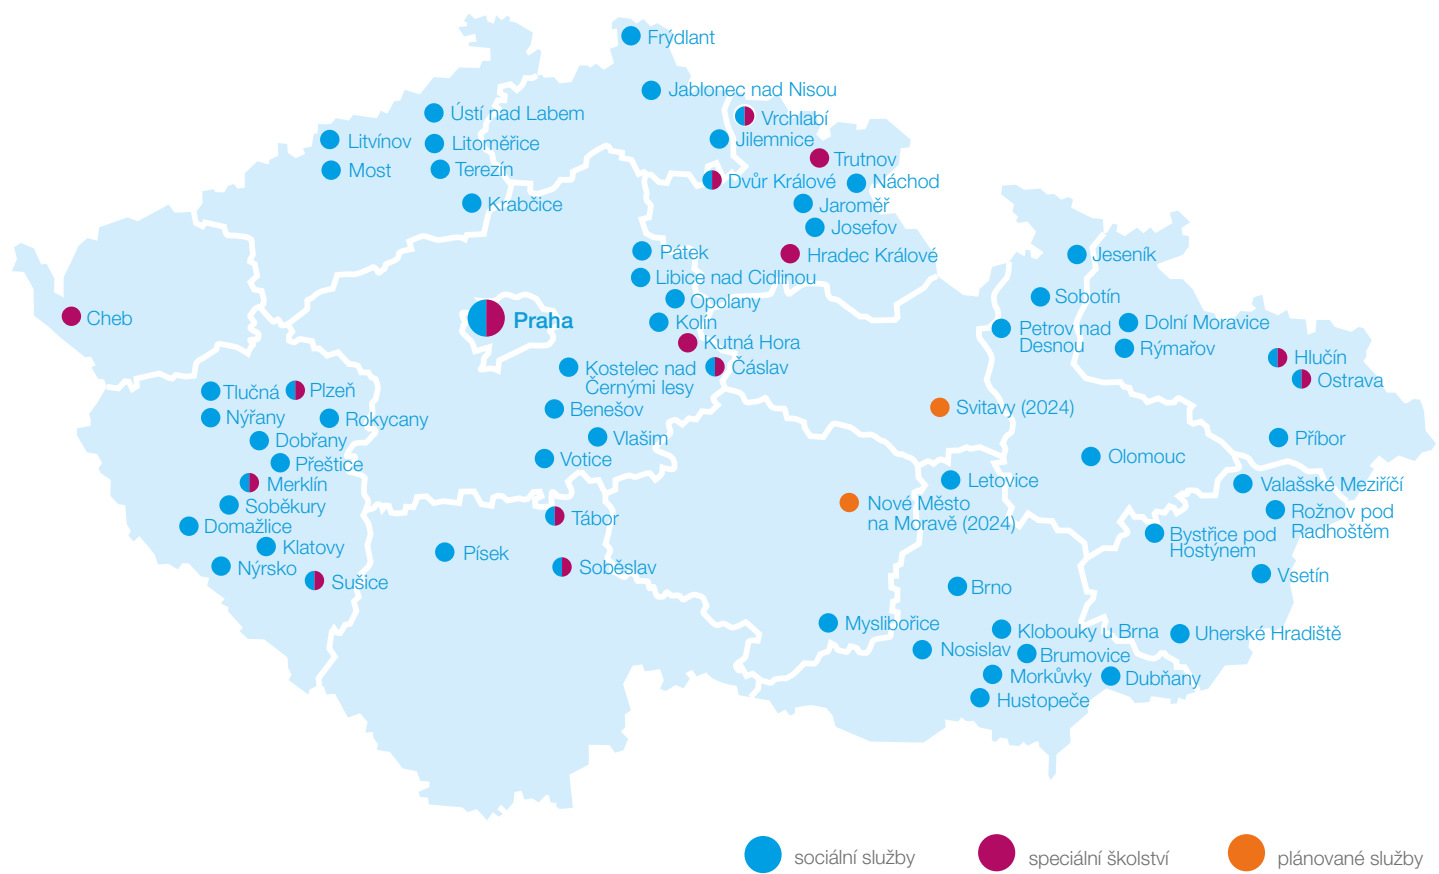 Frýdlant
Jablonec nad Nisou
Ústí nad Labem
Vrchlabí
Litvínov
Litoměřice
Jilemnice
Most
Terezín
Trutnov
Dvůr Králové
Náchod
Krabčice
Jaroměř
Josefov
Pátek
Hradec Králové
Jeseník
Libice nad Cidlinou
Opolany
Sobotín
Cheb
Praha
Kolín
Petrov nad
Desnou
Dolní Moravice
Kutná Hora
Rýmařov
Hlučín
Kostelec nad
Černými lesy
Čáslav
Ostrava
Tlučná
Plzeň
Benešov
Svitavy (2024)
Nýřany
Rokycany
Dobřany
Vlašim
Příbor
Přeštice
Votice
Olomouc
Merklín
Letovice
Valašské Meziříčí
Soběkury
Nové Město
na Moravě (2024)
Rožnov pod
Radhoštěm
Domažlice
Tábor
Bystřice pod
Hostýnem
Klatovy
Písek
Nýrsko
Soběslav
Vsetín
Sušice
Brno
Myslibořice
Klobouky u Brna
Uherské Hradiště
Nosislav
Brumovice
Morkůvky
Dubňany
Hustopeče
sociální služby
speciální školství
plánované služby